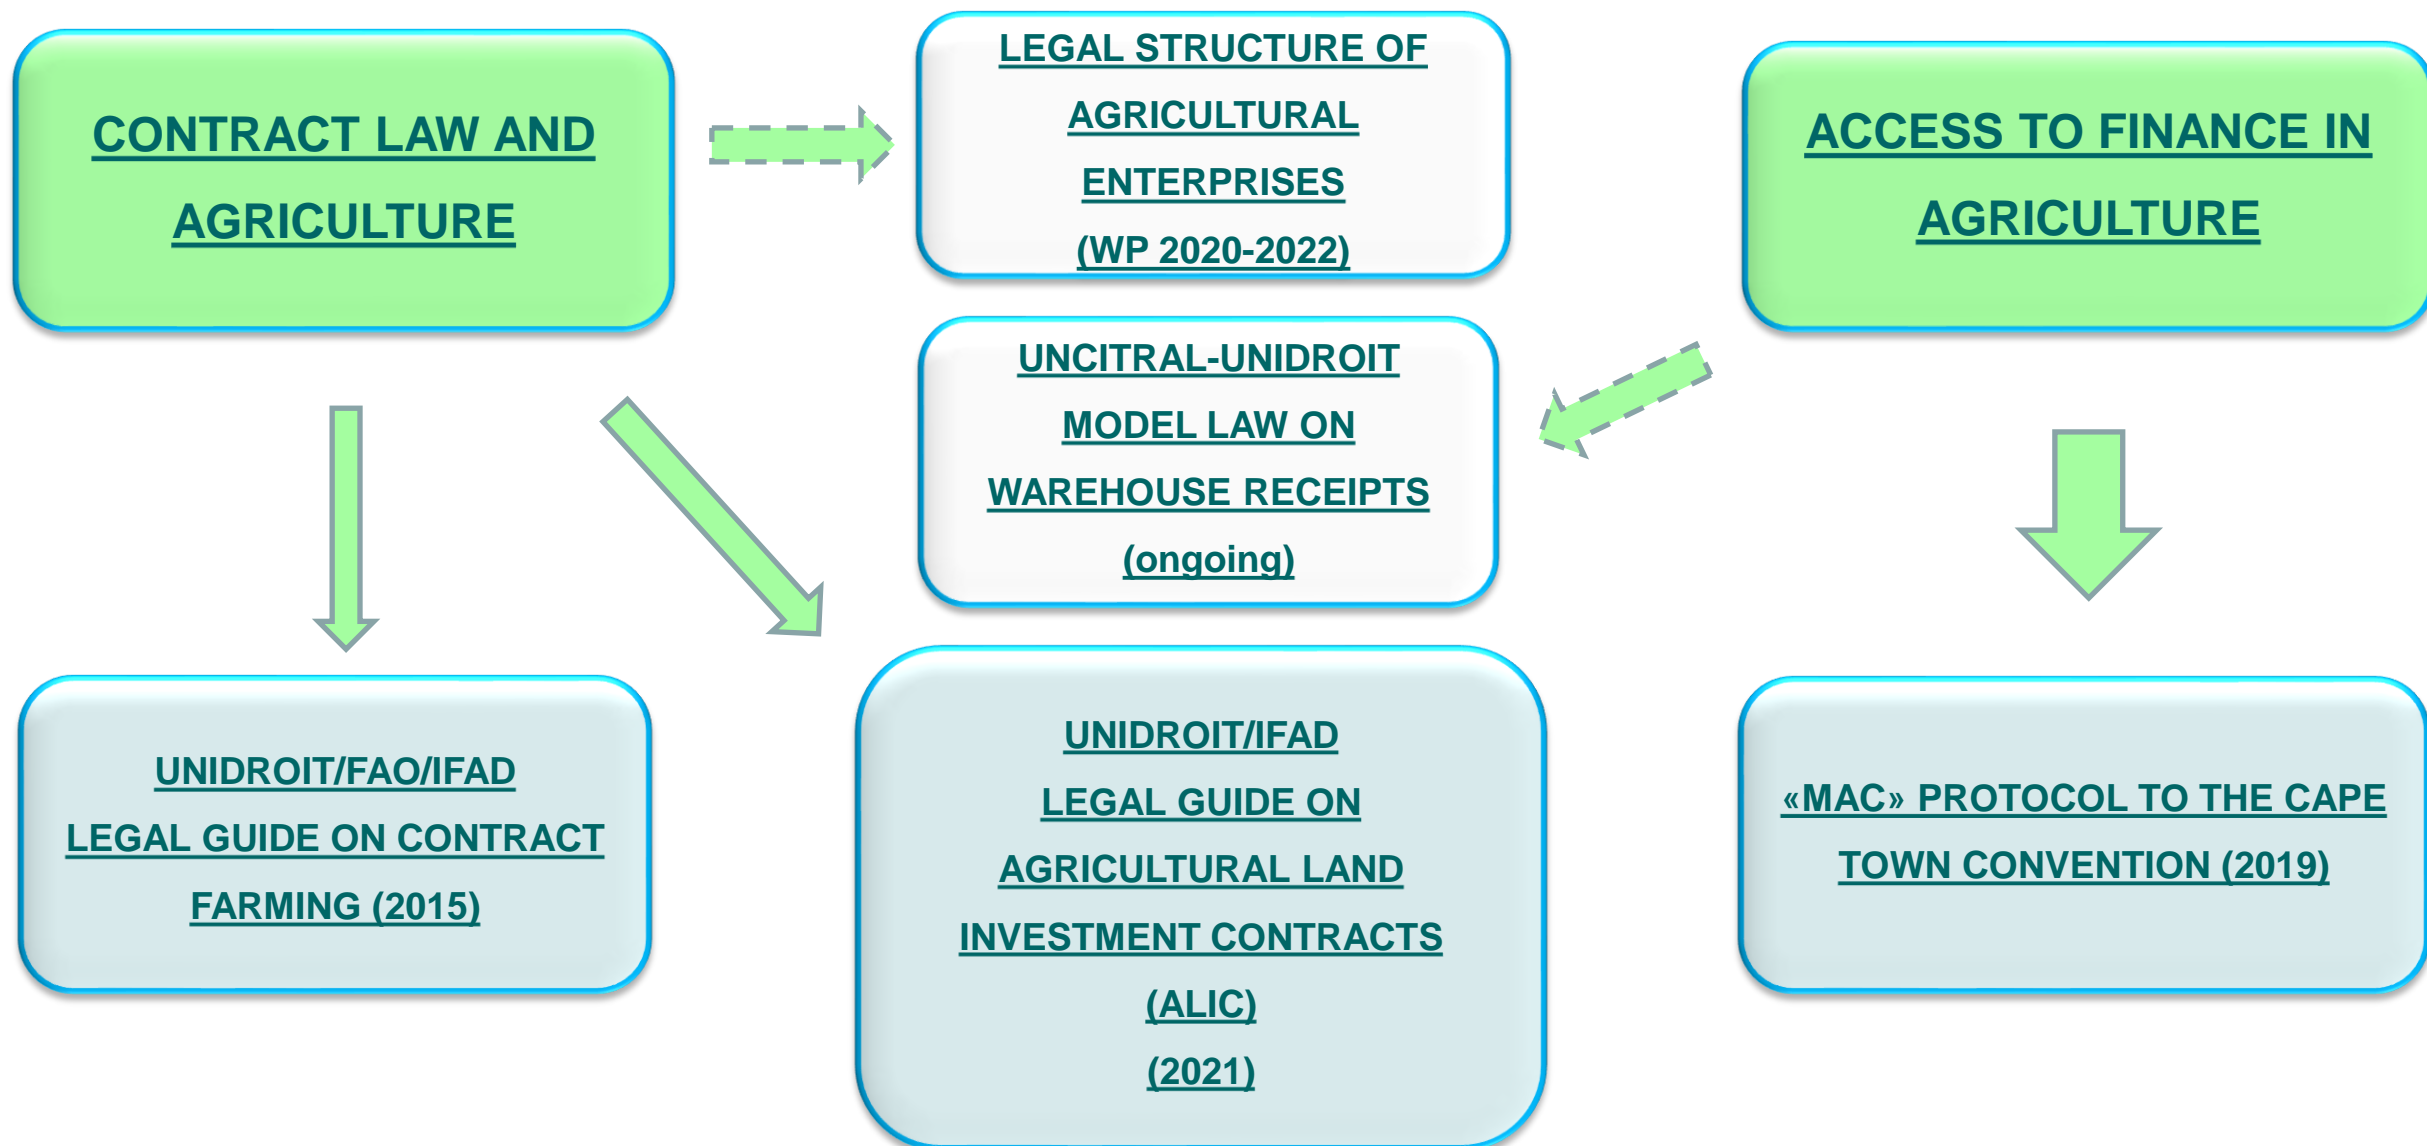 CONTRACT LAW AND
AGRICULTURE
LEGAL STRUCTURE OF
AGRICULTURAL
ENTERPRISES
(WP 2020-2022)
ACCESS TO FINANCE IN
AGRICULTURE
UNCITRAL-UNIDROIT
MODEL LAW ON
WAREHOUSE RECEIPTS
(ongoing)
UNIDROIT/FAO/IFAD
LEGAL GUIDE ON CONTRACT
FARMING (2015)
UNIDROIT/IFAD
LEGAL GUIDE ON
AGRICULTURAL LAND
INVESTMENT CONTRACTS
(ALIC)
(2021)
«MAC» PROTOCOL TO THE CAPE
TOWN CONVENTION (2019)